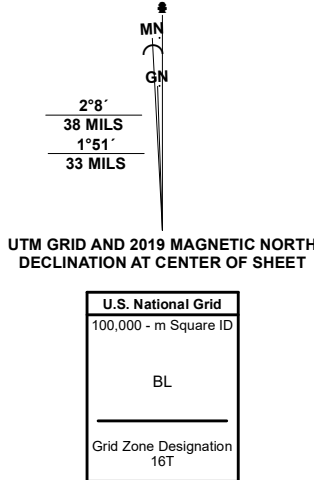 MN
GN
2°8´
38 MILS
1°51´
33 MILS
UTM GRID AND 2019 MAGNETIC NORTH
DECLINATION AT CENTER OF SHEET
U.S. National Grid
100,000 - m Square ID
BL
Grid Zone Designation
16T